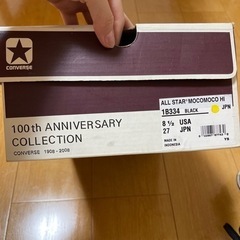 CONVERSE
100th ANNIVERSARY
COLLECTION
CONVERSE 1908-2008
ALL STAR MOCOMOCO HI
1B334 BLACK
JPN
8 ½ USA
27 JPN
MADE IN
INDONESIA